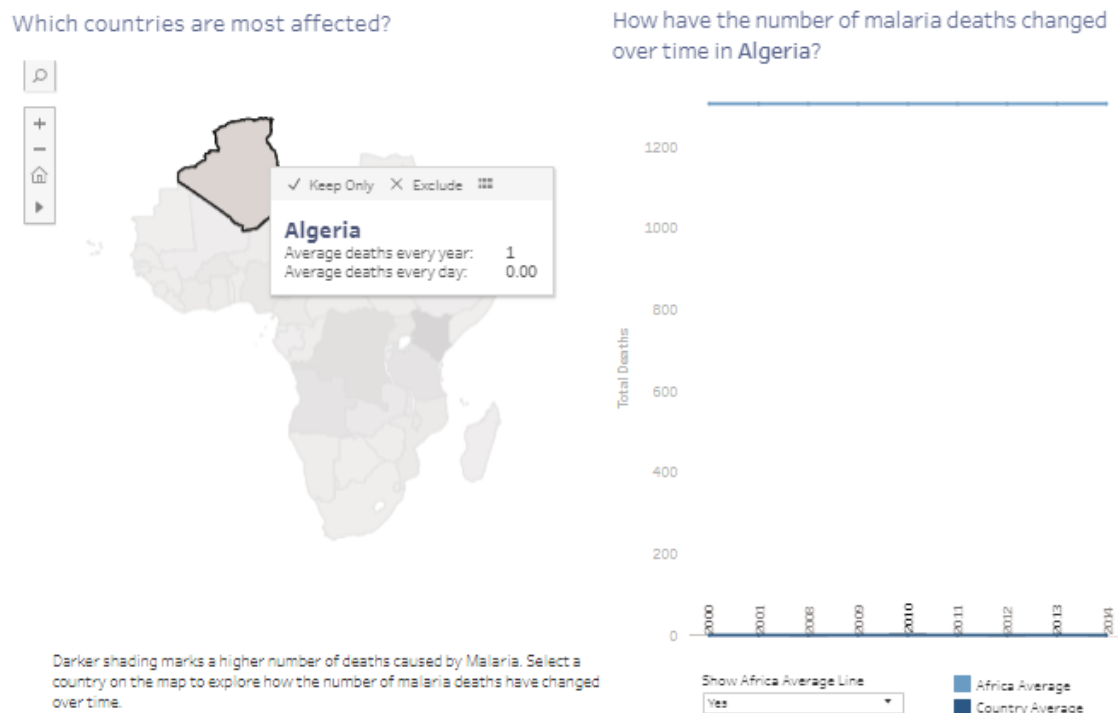 Which countries are most affected?
Keep Only Exclude
Algeria
Average deaths every year: 1
Average deaths every day: 0.00
Darker shading marks a higher number of deaths caused by Malaria. Select a
country on the map to explore how the number of malaria deaths have changed
over time.
How have the number of malaria deaths changed
over time in Algeria?
Total Deaths
1200
1000
800
600
400
200
0
2000 2001 2008 2009 2010 2011 2012 2013 2014
Show Africa Average Line
Yes
Africa Average
Country Average